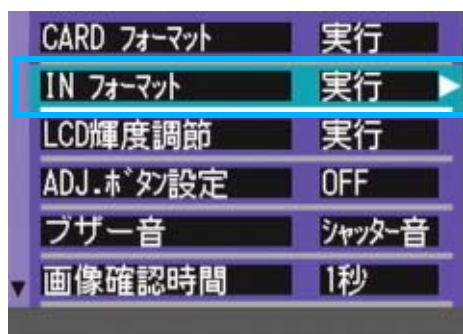 CARD フォーマット 実行
IN フォーマット 実行
LCD輝度調節 実行
ADJ.ボタン設定 OFF
ブザー音 シャッター音
画像確認時間 1秒